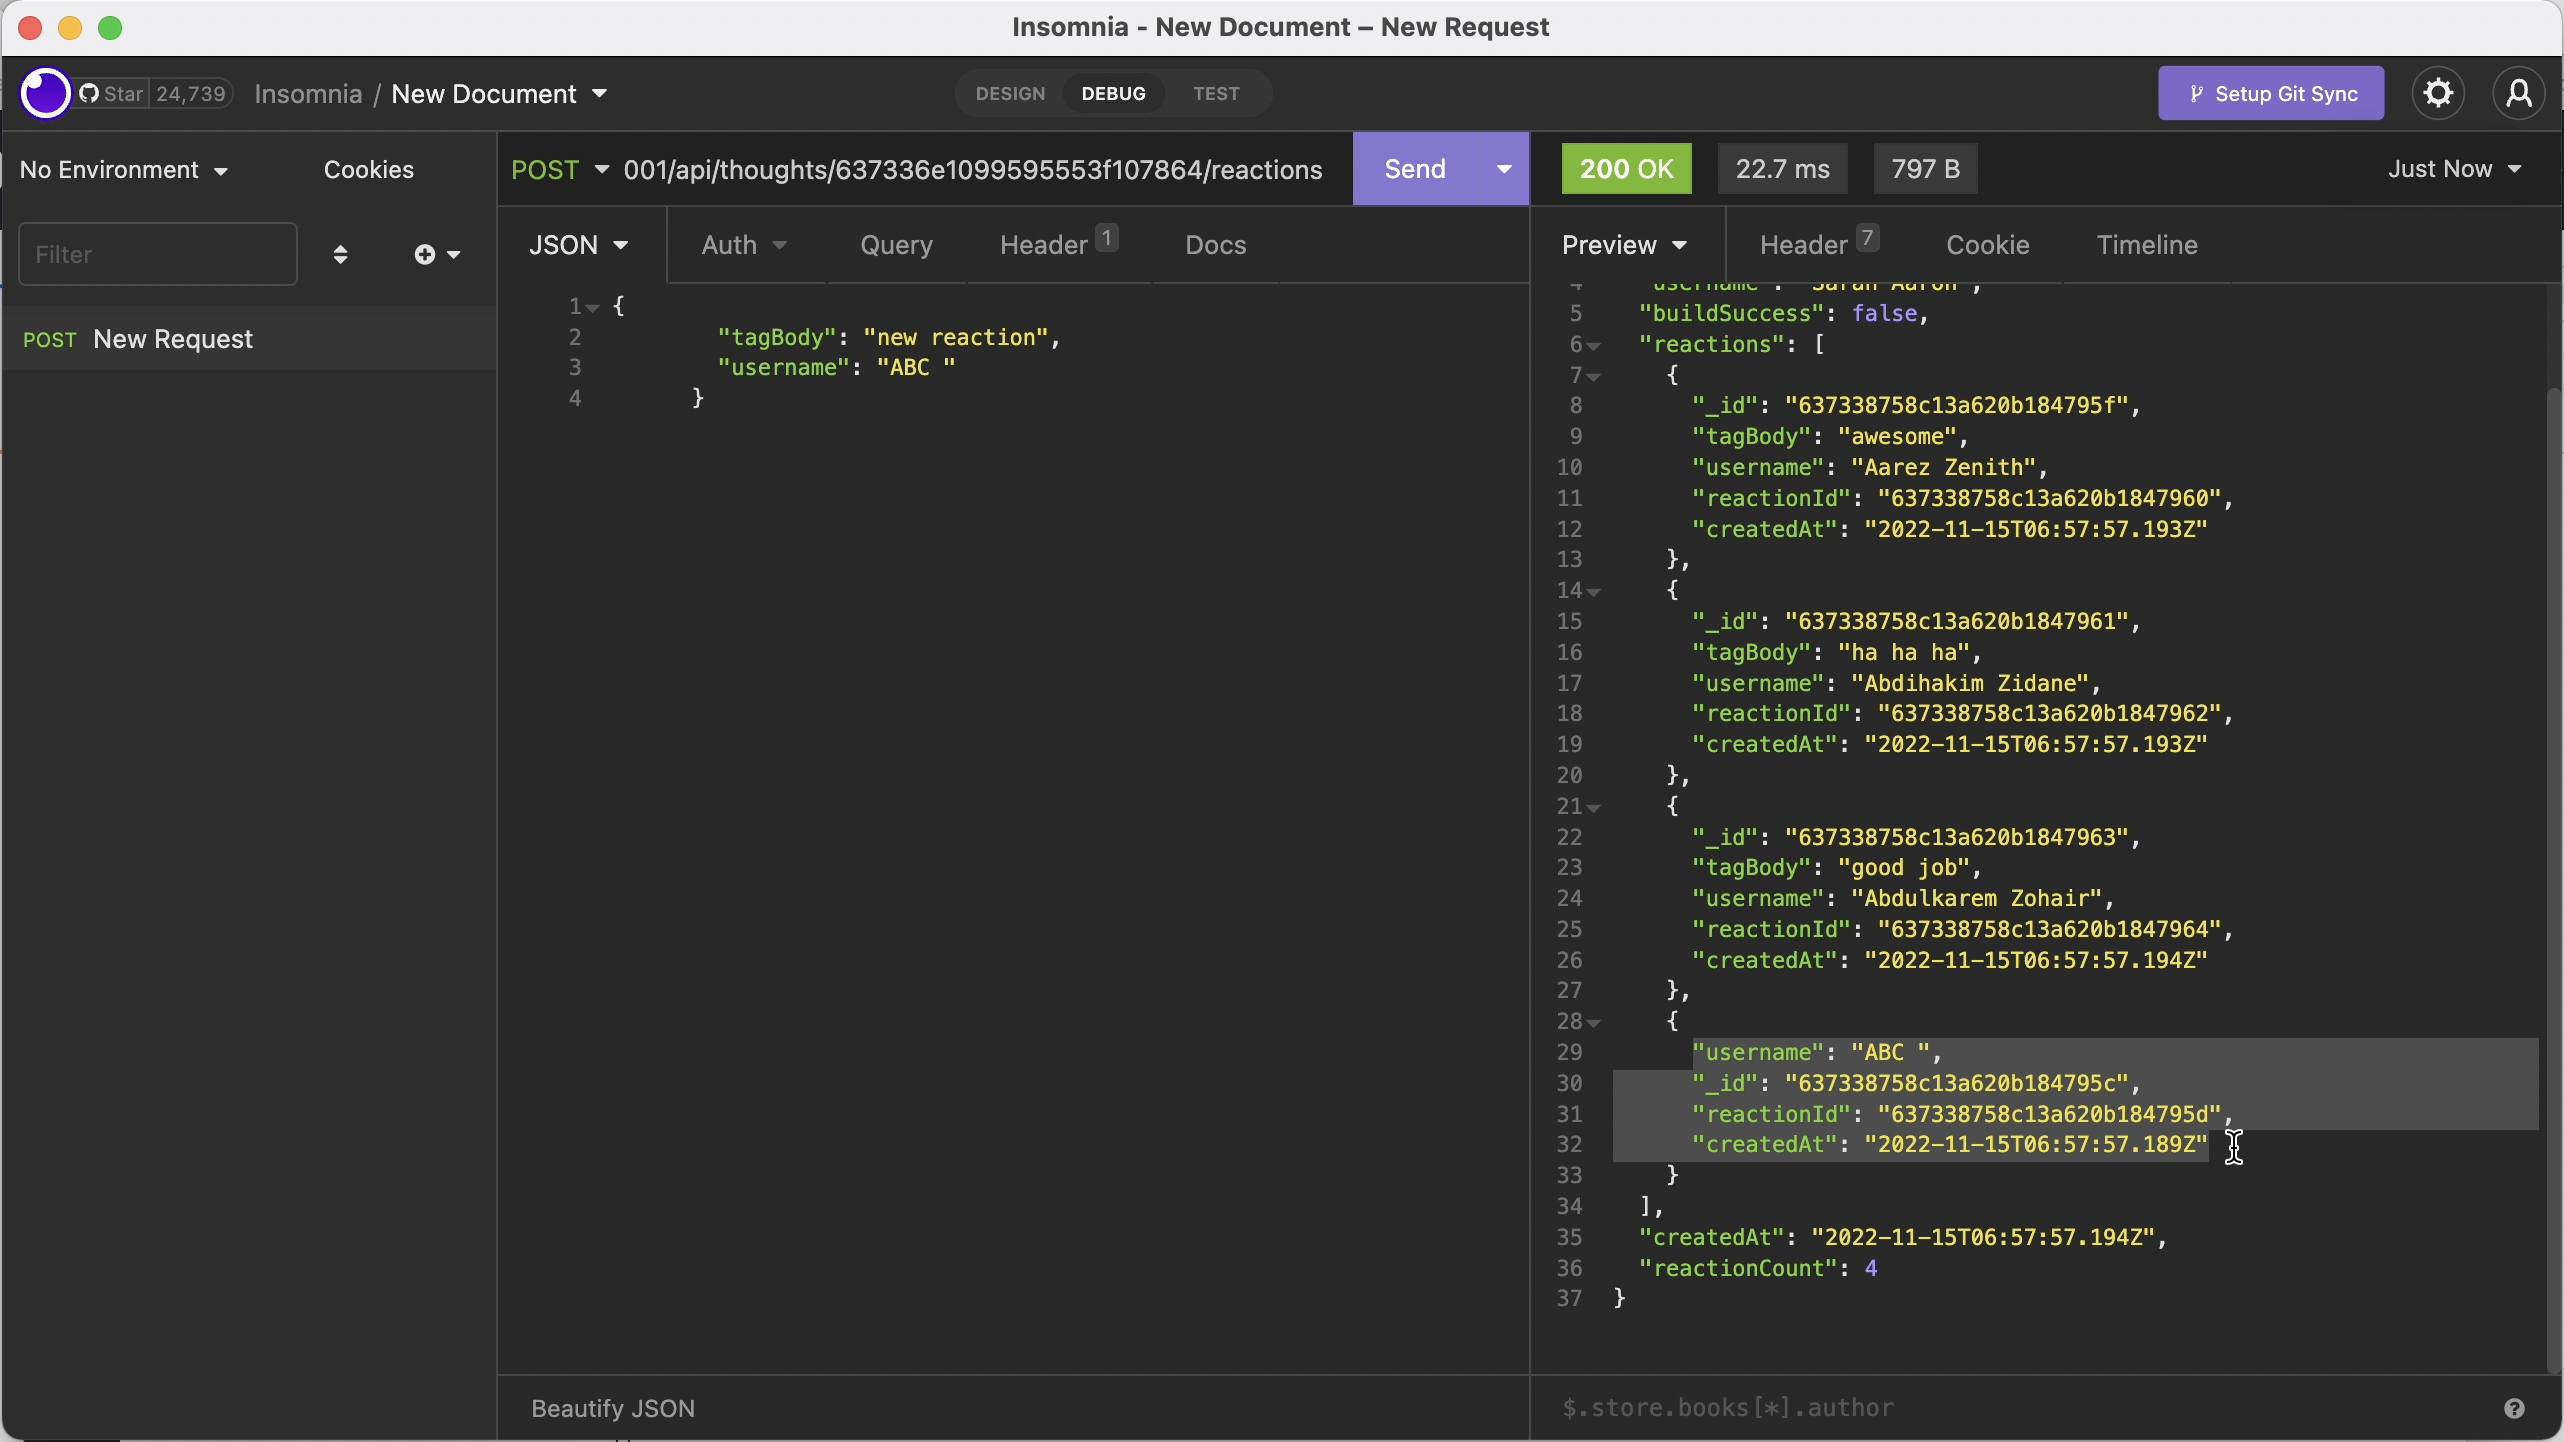 Insomnia - New Document – New Request
Star 24,739 Insomnia / New Document DESIGN DEBUG TEST Setup Git Sync
No Environment Cookies
Filter
POST New Request
POST 001/api/thoughts/637336e1099595553f107864/reactions Send
JSON Auth Query Header 1 Docs
1 {
2 "tagBody": "new reaction",
3 "username": "ABC "
4 }
Beautify JSON
200 OK 22.7 ms 797 B Just Now
Preview Header 7 Cookie Timeline
4 "username": "Sarah Aaron",
5 "buildSuccess": false,
6 "reactions": [
7 {
8 "_id": "637338758c13a620b184795f",
9 "tagBody": "awesome",
10 "username": "Aarez Zenith",
11 "reactionId": "637338758c13a620b1847960",
12 "createdAt": "2022-11-15T06:57:57.193Z"
13 },
14 {
15 "_id": "637338758c13a620b1847961",
16 "tagBody": "ha ha ha",
17 "username": "Abdihakim Zidane",
18 "reactionId": "637338758c13a620b1847962",
19 "createdAt": "2022-11-15T06:57:57.193Z"
20 },
21 {
22 "_id": "637338758c13a620b1847963",
23 "tagBody": "good job",
24 "username": "Abdulkarem Zohair",
25 "reactionId": "637338758c13a620b1847964",
26 "createdAt": "2022-11-15T06:57:57.194Z"
27 },
28 {
29 "username": "ABC ",
30 "_id": "637338758c13a620b184795c",
31 "reactionId": "637338758c13a620b184795d",
32 "createdAt": "2022-11-15T06:57:57.189Z"
33 }
34 ],
35 "createdAt": "2022-11-15T06:57:57.194Z",
36 "reactionCount": 4
37 }
$.store.books[*].author